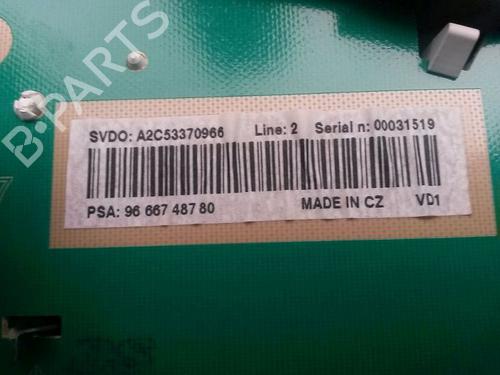 B-PARTS
SVDO: A2C53370966 Line: 2 Serial n: 00031519
PSA: 96 667 487 80 MADE IN CZ VD1